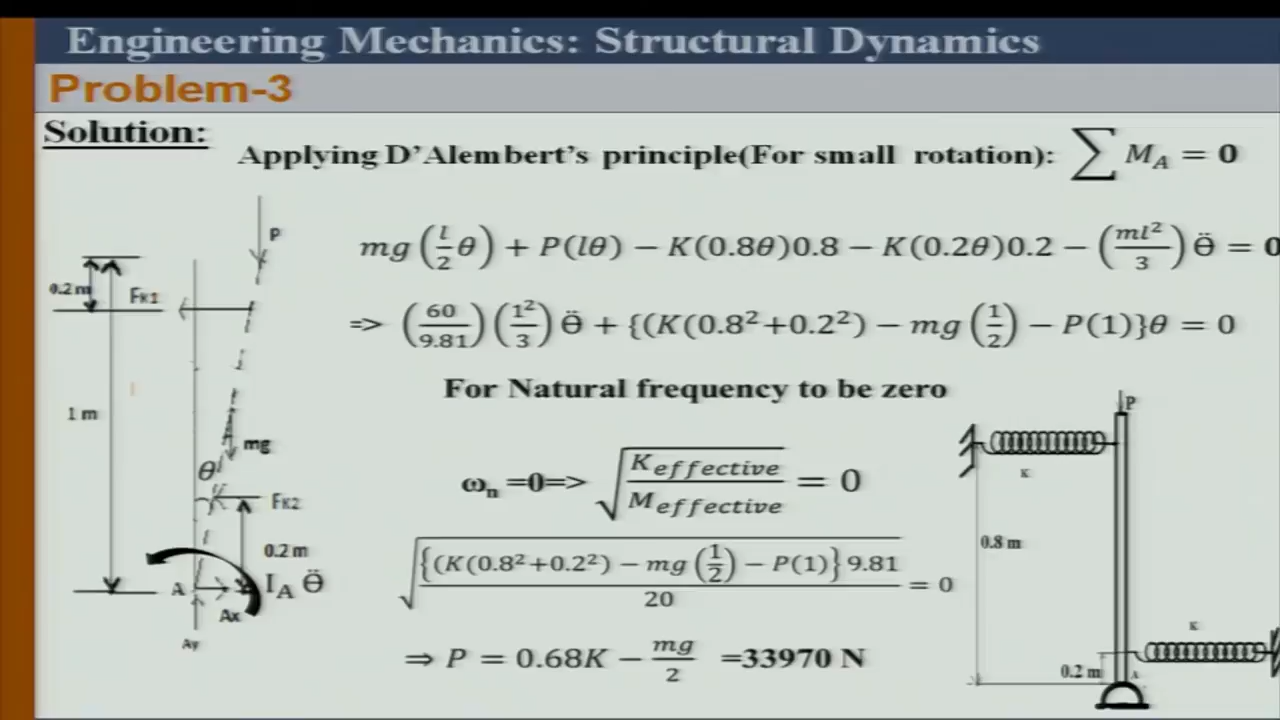 Engineering Mechanics: Structural Dynamics
Problem-3
Solution:
Applying D'Alembert's principle(For small rotation): ∑ M_A = 0
mg (l/2 θ) + P(lθ) − K(0.8θ)0.8 − K(0.2θ)0.2 − (ml²/3) Ӫ = 0
=> (60/9.81) (1²/3) Ӫ + {(K(0.8²+0.2²) − mg (1/2) − P(1)}θ = 0
For Natural frequency to be zero
ω_n =0=> √(K_effective / M_effective) = 0
√({(K(0.8²+0.2²) − mg (1/2) − P(1)} 9.81 / 20) = 0
⇒ P = 0.68K − mg/2 =33970 N
P
0.2 m
F_K1
1 m
mg
θ
F_K2
0.2 m
A
I_A Ӫ
Ax
Ay
P
K
0.8 m
K
0.2 m
A